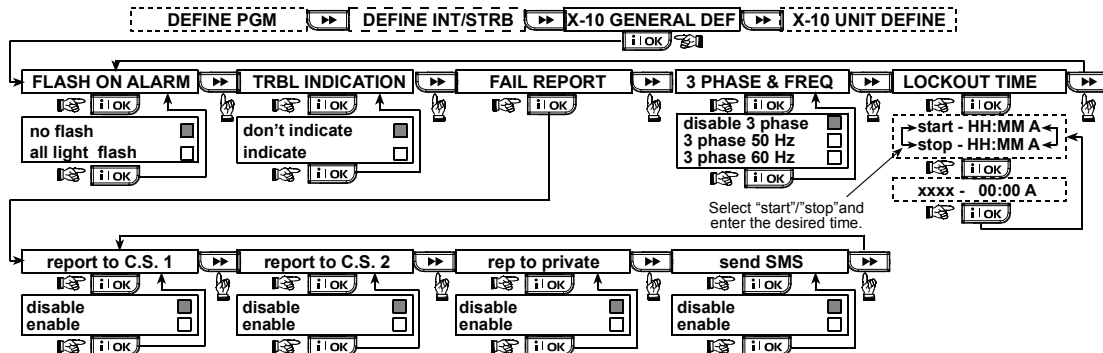 DEFINE PGM ▸▸ DEFINE INT/STRB ▸▸ X-10 GENERAL DEF ▸▸ X-10 UNIT DEFINE
i OK
FLASH ON ALARM ▸▸ TRBL INDICATION ▸▸ FAIL REPORT ▸▸ 3 PHASE & FREQ ▸▸ LOCKOUT TIME ▸▸
i OK i OK i OK i OK i OK
no flash
all light flash
i OK
don't indicate
indicate
i OK
disable 3 phase
3 phase 50 Hz
3 phase 60 Hz
i OK
start - HH:MM A
stop - HH:MM A
i OK
xxxx - 00:00 A
i OK
Select “start”/”stop”and
enter the desired time.
report to C.S. 1 ▸▸ report to C.S. 2 ▸▸ rep to private ▸▸ send SMS ▸▸
i OK i OK i OK i OK
disable
enable
i OK
disable
enable
i OK
disable
enable
i OK
disable
enable
i OK